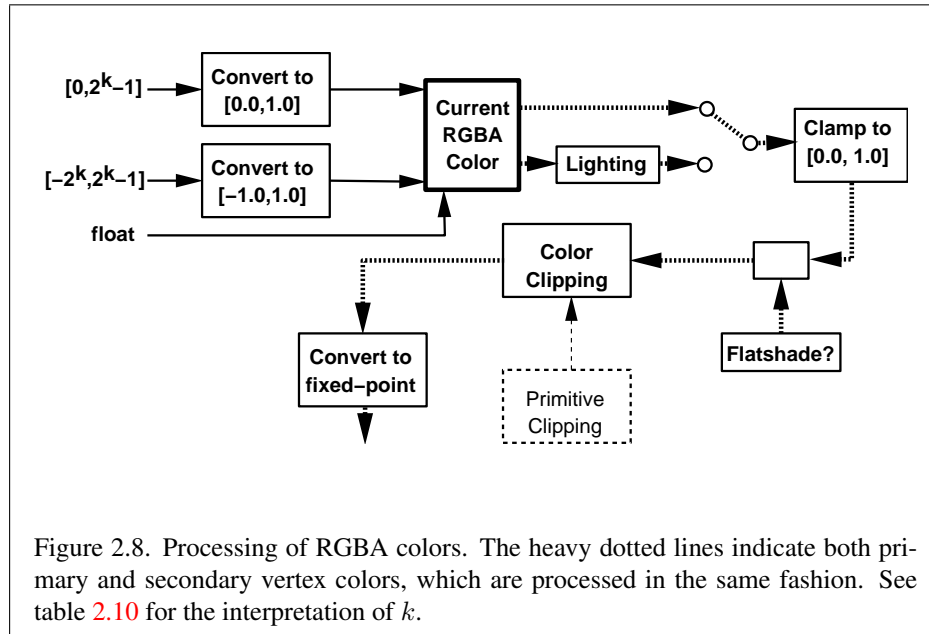 [0,2k−1]
Convert to
[0.0,1.0]
[−2k,2k−1]
Convert to
[−1.0,1.0]
float
Current
RGBA
Color
Lighting
Clamp to
[0.0, 1.0]
Color
Clipping
Flatshade?
Convert to
fixed−point
Primitive
Clipping
Figure 2.8. Processing of RGBA colors. The heavy dotted lines indicate both pri-
mary and secondary vertex colors, which are processed in the same fashion. See
table 2.10 for the interpretation of k.